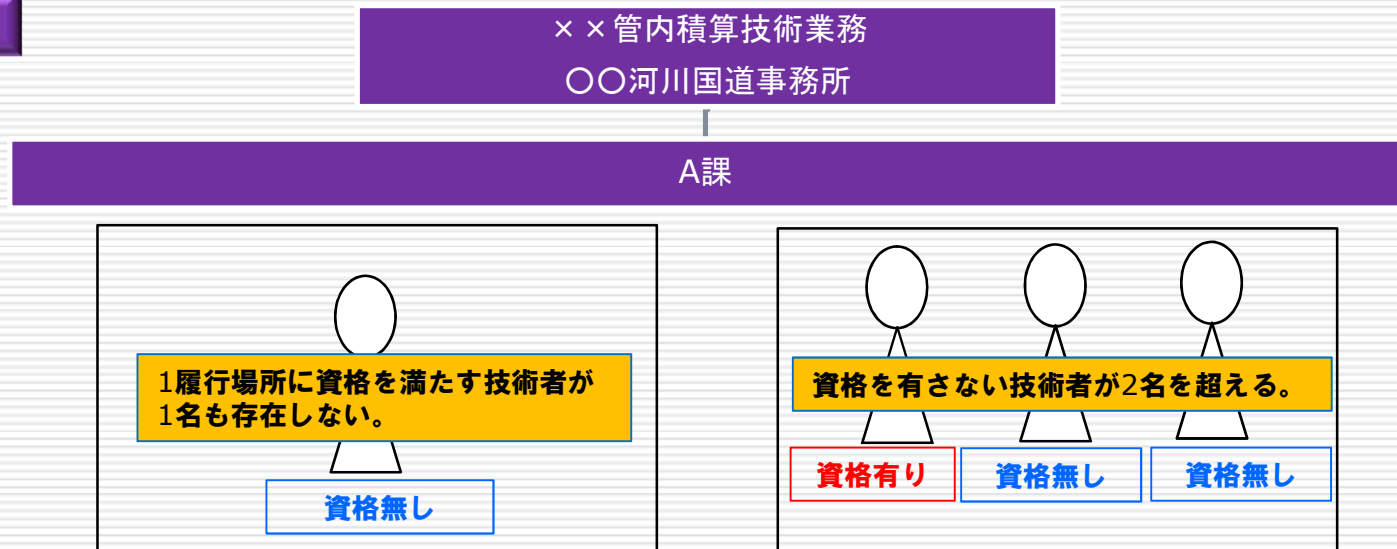 ××管内積算技術業務
〇〇河川国道事務所
A課
1履行場所に資格を満たす技術者が
1名も存在しない。
資格無し
資格を有さない技術者が2名を超える。
資格有り
資格無し
資格無し